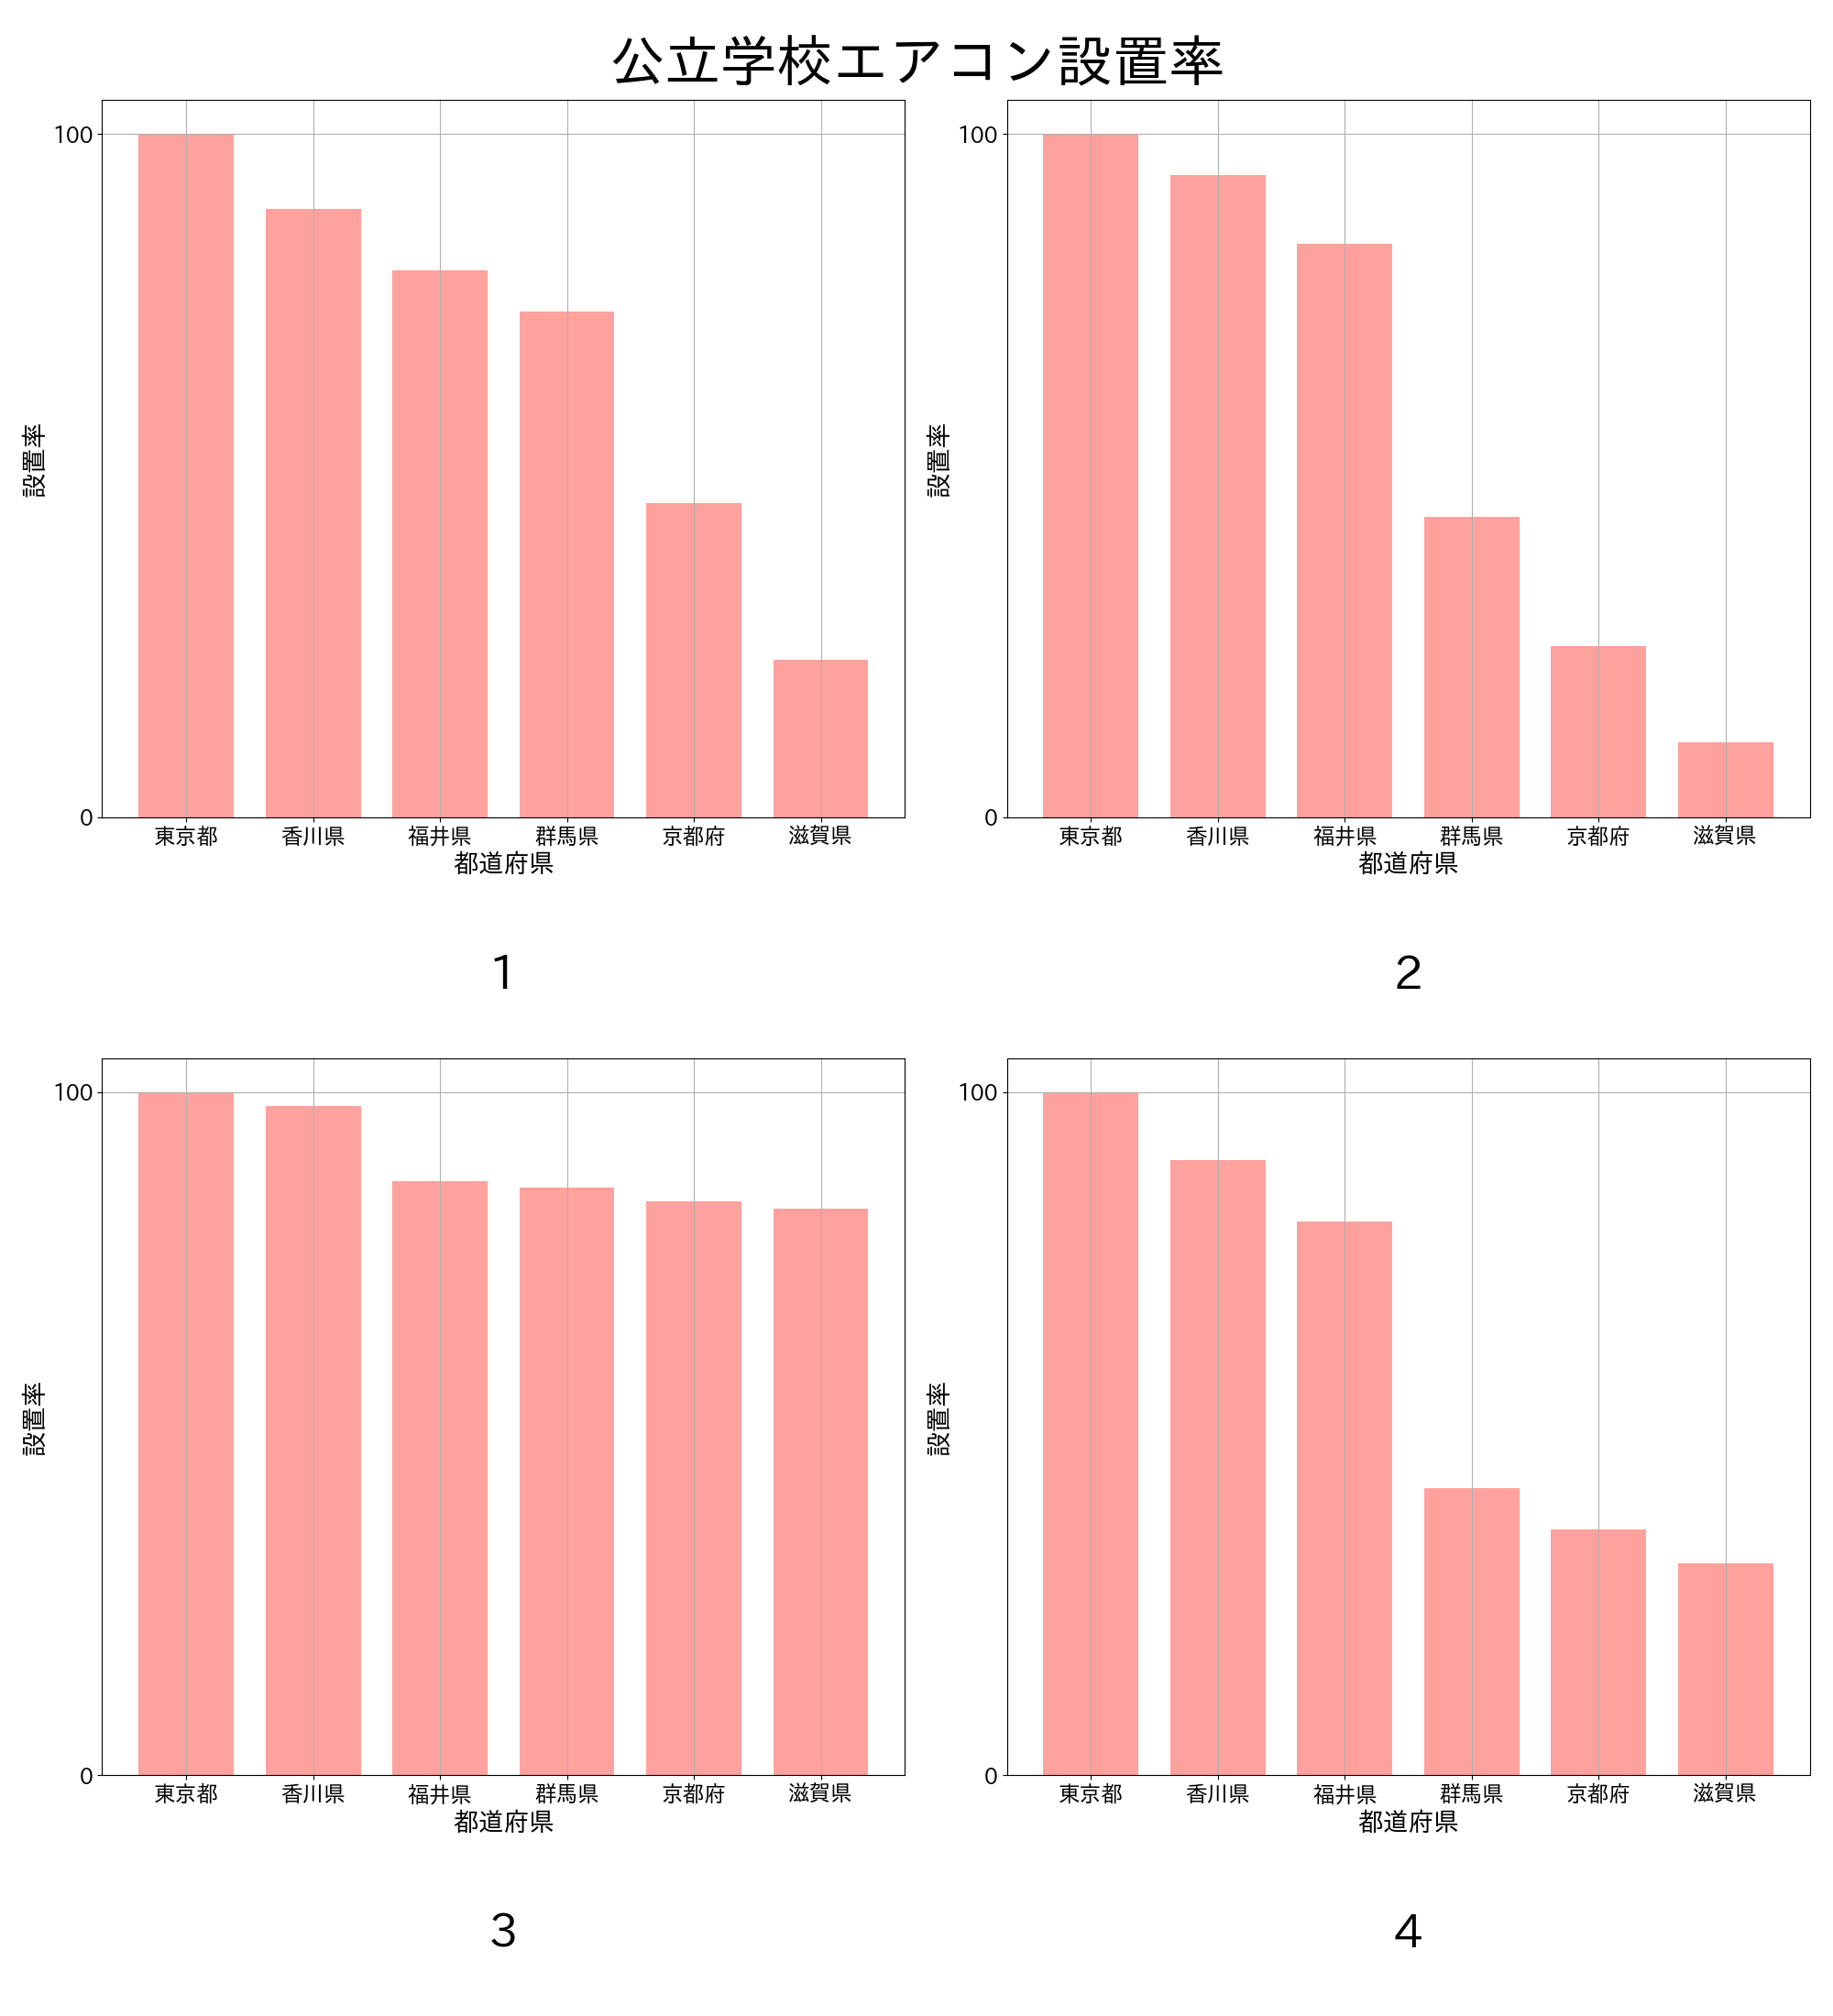 公立学校エアコン設置率
100
0
設置率
東京都 香川県 福井県 群馬県 京都府 滋賀県
都道府県
1
100
0
設置率
東京都 香川県 福井県 群馬県 京都府 滋賀県
都道府県
2
100
0
設置率
東京都 香川県 福井県 群馬県 京都府 滋賀県
都道府県
3
100
0
設置率
東京都 香川県 福井県 群馬県 京都府 滋賀県
都道府県
4